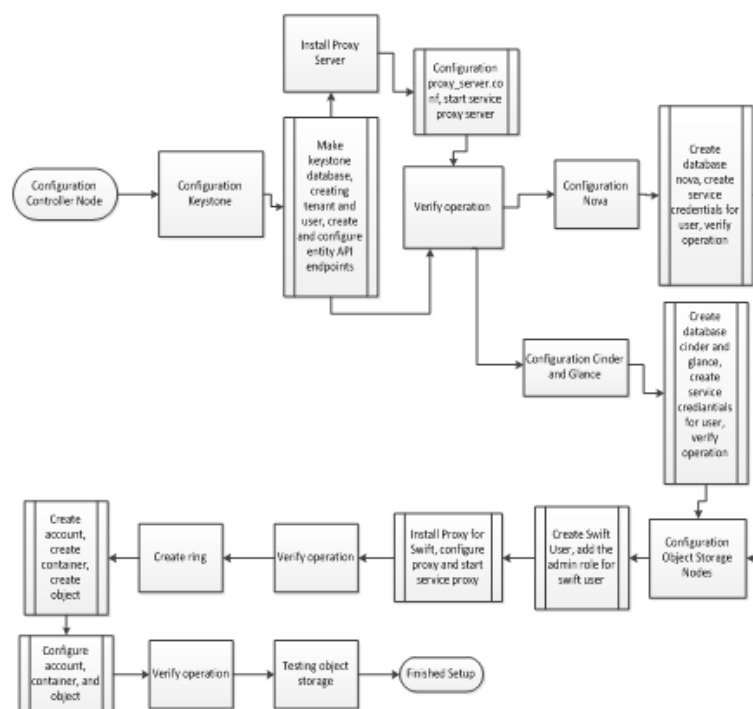 Install Proxy
Server
Configuration
proxy_server.co
nf, start service
proxy server
Configuration
Controller Node
Configuration
Keystone
Make
keystone
database,
creating
tenant and
user, create
and configure
entity API
endpoints
Verify operation
Configuration
Nova
Create
database
nova, create
service
credentials for
user, verify
operation
Configuration Cinder
and Glance
Create
database
cinder and
glance,
create
service
crediantials
for user,
verify
operation
Create
account,
create
container,
create
object
Create ring
Verify operation
Install Proxy for
Swift, configure
proxy and start
service proxy
Create Swift
User, add the
admin role for
swift user
Configuration
Object Storage
Nodes
Configure
account,
container, and
object
Verify operation
Testing object
storage
Finished Setup